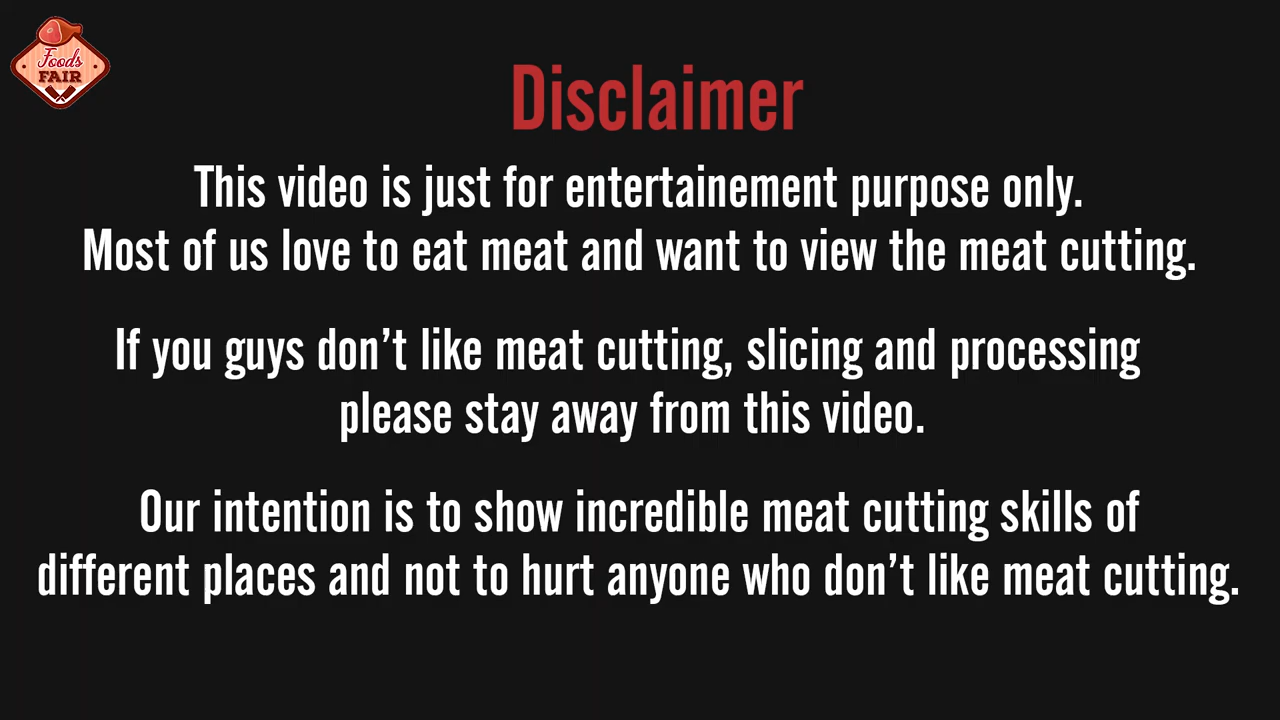 Foods
FAIR
Disclaimer
This video is just for entertainement purpose only.
Most of us love to eat meat and want to view the meat cutting.
If you guys don’t like meat cutting, slicing and processing
please stay away from this video.
Our intention is to show incredible meat cutting skills of
different places and not to hurt anyone who don’t like meat cutting.